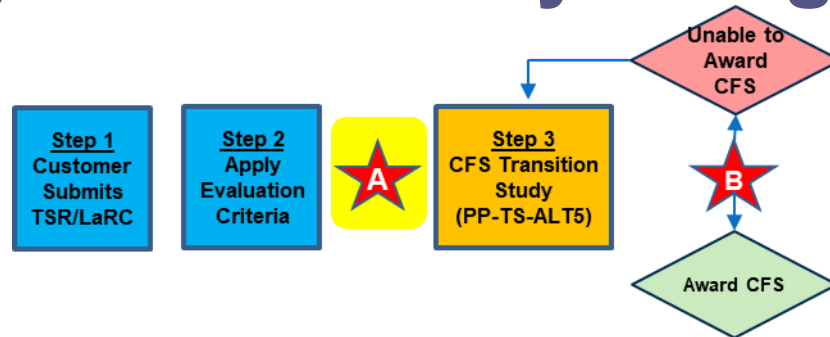 Step 1
Customer
Submits
TSR/LaRC
Step 2
Apply
Evaluation
Criteria
A
Step 3
CFS Transition
Study
(PP-TS-ALT5)
Unable to
Award
CFS
B
Award CFS